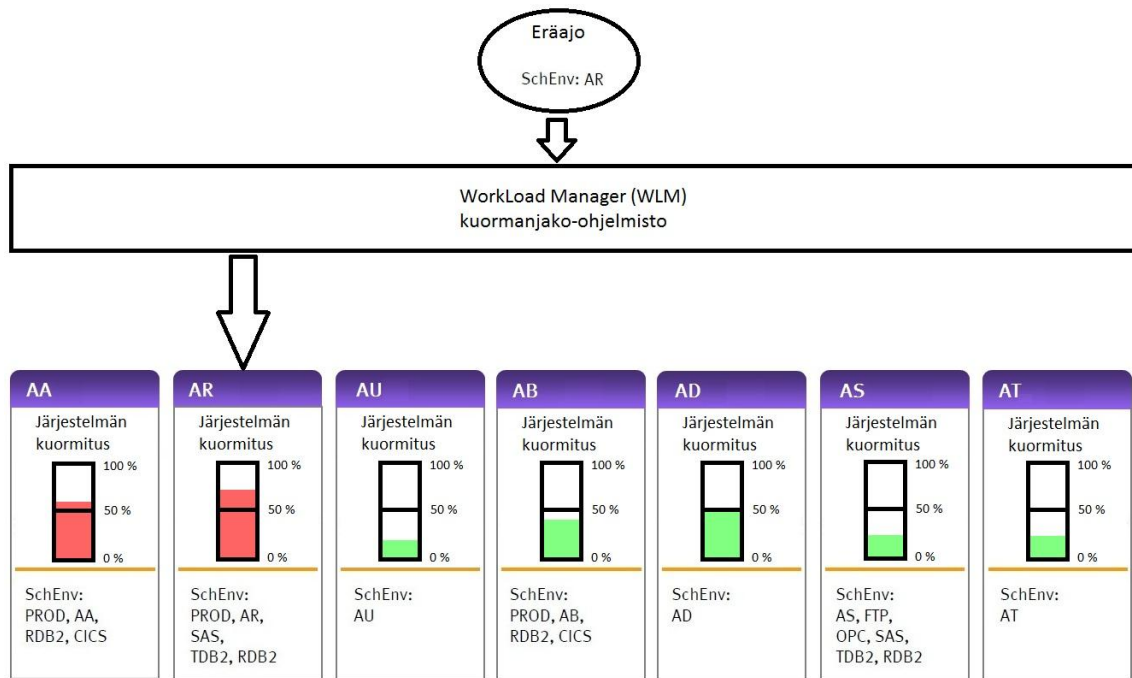 Eräajo
SchEnv: AR
WorkLoad Manager (WLM)
kuormanjako-ohjelmisto
AA
Järjestelmän
kuormitus
100 %
50 %
0 %
SchEnv:
PROD, AA,
RDB2, CICS
AR
Järjestelmän
kuormitus
100 %
50 %
0 %
SchEnv:
PROD, AR,
SAS,
TDB2, RDB2
AU
Järjestelmän
kuormitus
100 %
50 %
0 %
SchEnv:
AU
AB
Järjestelmän
kuormitus
100 %
50 %
0 %
SchEnv:
PROD, AB,
RDB2, CICS
AD
Järjestelmän
kuormitus
100 %
50 %
0 %
SchEnv:
AD
AS
Järjestelmän
kuormitus
100 %
50 %
0 %
SchEnv:
AS, FTP,
OPC, SAS,
TDB2, RDB2
AT
Järjestelmän
kuormitus
100 %
50 %
0 %
SchEnv:
AT